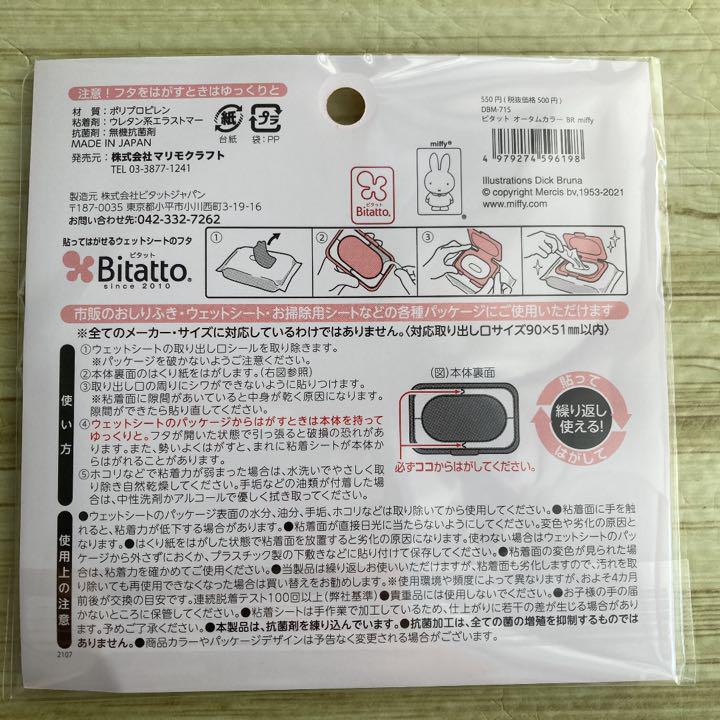 注意！フタをはがすときはゆっくりと
材 質：ポリプロピレン
粘着剤：ウレタン系エラストマー
抗菌剤：無機抗菌剤
MADE IN JAPAN
発売元：株式会社マリモクラフト
TEL 03-3877-1241
紙
台紙
プラ
袋：PP
550円（税抜価格 500円）
DBM-715
ビタット オータムカラー BR miffy
4 979274 596198
miffy®
ビタット
Bitatto®
Illustrations Dick Bruna
© copyright Mercis bv,1953-2021
www.miffy.com
製造元 株式会社ビタットジャパン
〒187-0035 東京都小平市小川西町3-19-16
お問い合わせ先：042-332-7262
貼ってはがせるウェットシートのフタ
ビタット
Bitatto®
since 2010
①
②
③
④
市販のおしりふき・ウェットシート・お掃除用シートなどの各種パッケージにご使用いただけます
※全てのメーカー・サイズに対応しているわけではありません。〈対応取り出し口サイズ90×51mm以内〉
使い方
①ウェットシートの取り出し口シールを取り除きます。
※パッケージを破かないようご注意ください。
②本体裏面のはくり紙をはがします。（右図参照）
③取り出し口の周りにシワができないように貼りつけます。
※粘着面に隙間があいていると中身が乾く原因になります。
隙間ができたら貼り直してください。
④ウェットシートのパッケージからはがすときは本体を持って
ゆっくりと。フタが開いた状態で引っ張ると破損の恐れがあ
ります。また、勢いよくはがすと、まれに粘着シートが本体か
らはがれることがあります。
⑤ホコリなどで粘着力が弱まった場合は、水洗いでやさしく取
り除き自然乾燥してください。手垢などの油類が付着した場
合は、中性洗剤かアルコールで優しく拭き取ってください。
（図）本体裏面
必ずココからはがしてください。
貼って
繰り返し
使える！
はがして
使用上の注意
●ウェットシートのパッケージ表面の水分、油分、手垢、ホコリなどは取り除いてから使用してください。●粘着面に手を触
れると、粘着力が低下する場合があります。●粘着面が直接日光に当たらないようにしてください。変色や劣化の原因と
なります。●はくり紙をはがした状態で粘着面を放置すると劣化の原因になります。使わない場合はウェットシートのパッ
ケージから外さずにおくか、プラスチック製の下敷きなどに貼り付けて保存してください。●粘着面の変色が見られた場
合は、粘着力を確かめてご使用ください。●当製品は繰り返しお使いいただけますが、粘着面も劣化しますので、汚れを取
り除いても再使用できなくなった場合は買い替えをお勧めします。※使用環境や頻度によって異なりますが、およそ4カ月
前後が交換の目安です。連続脱着テスト100回以上（弊社基準）●貴重品には使用しないでください。●お子様の手の届
かないところに保管してください。●粘着シートは手作業で加工しているため、仕上がりに若干の差が生じる場合があり
ます。予めご了承ください。●本製品は、抗菌剤を練り込んでいます。●抗菌加工は、全ての菌の増殖を抑制するものでは
ありません。●商品カラーやパッケージデザインは予告なく変更される場合がございます。
2107